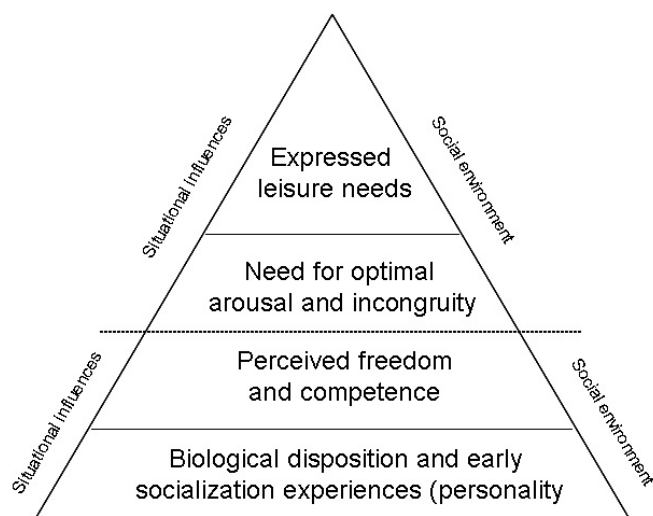 Situational influences
Social environment
Expressed
leisure needs
Need for optimal
arousal and incongruity
Situational influences
Social environment
Perceived freedom
and competence
Biological disposition and early
socialization experiences (personality